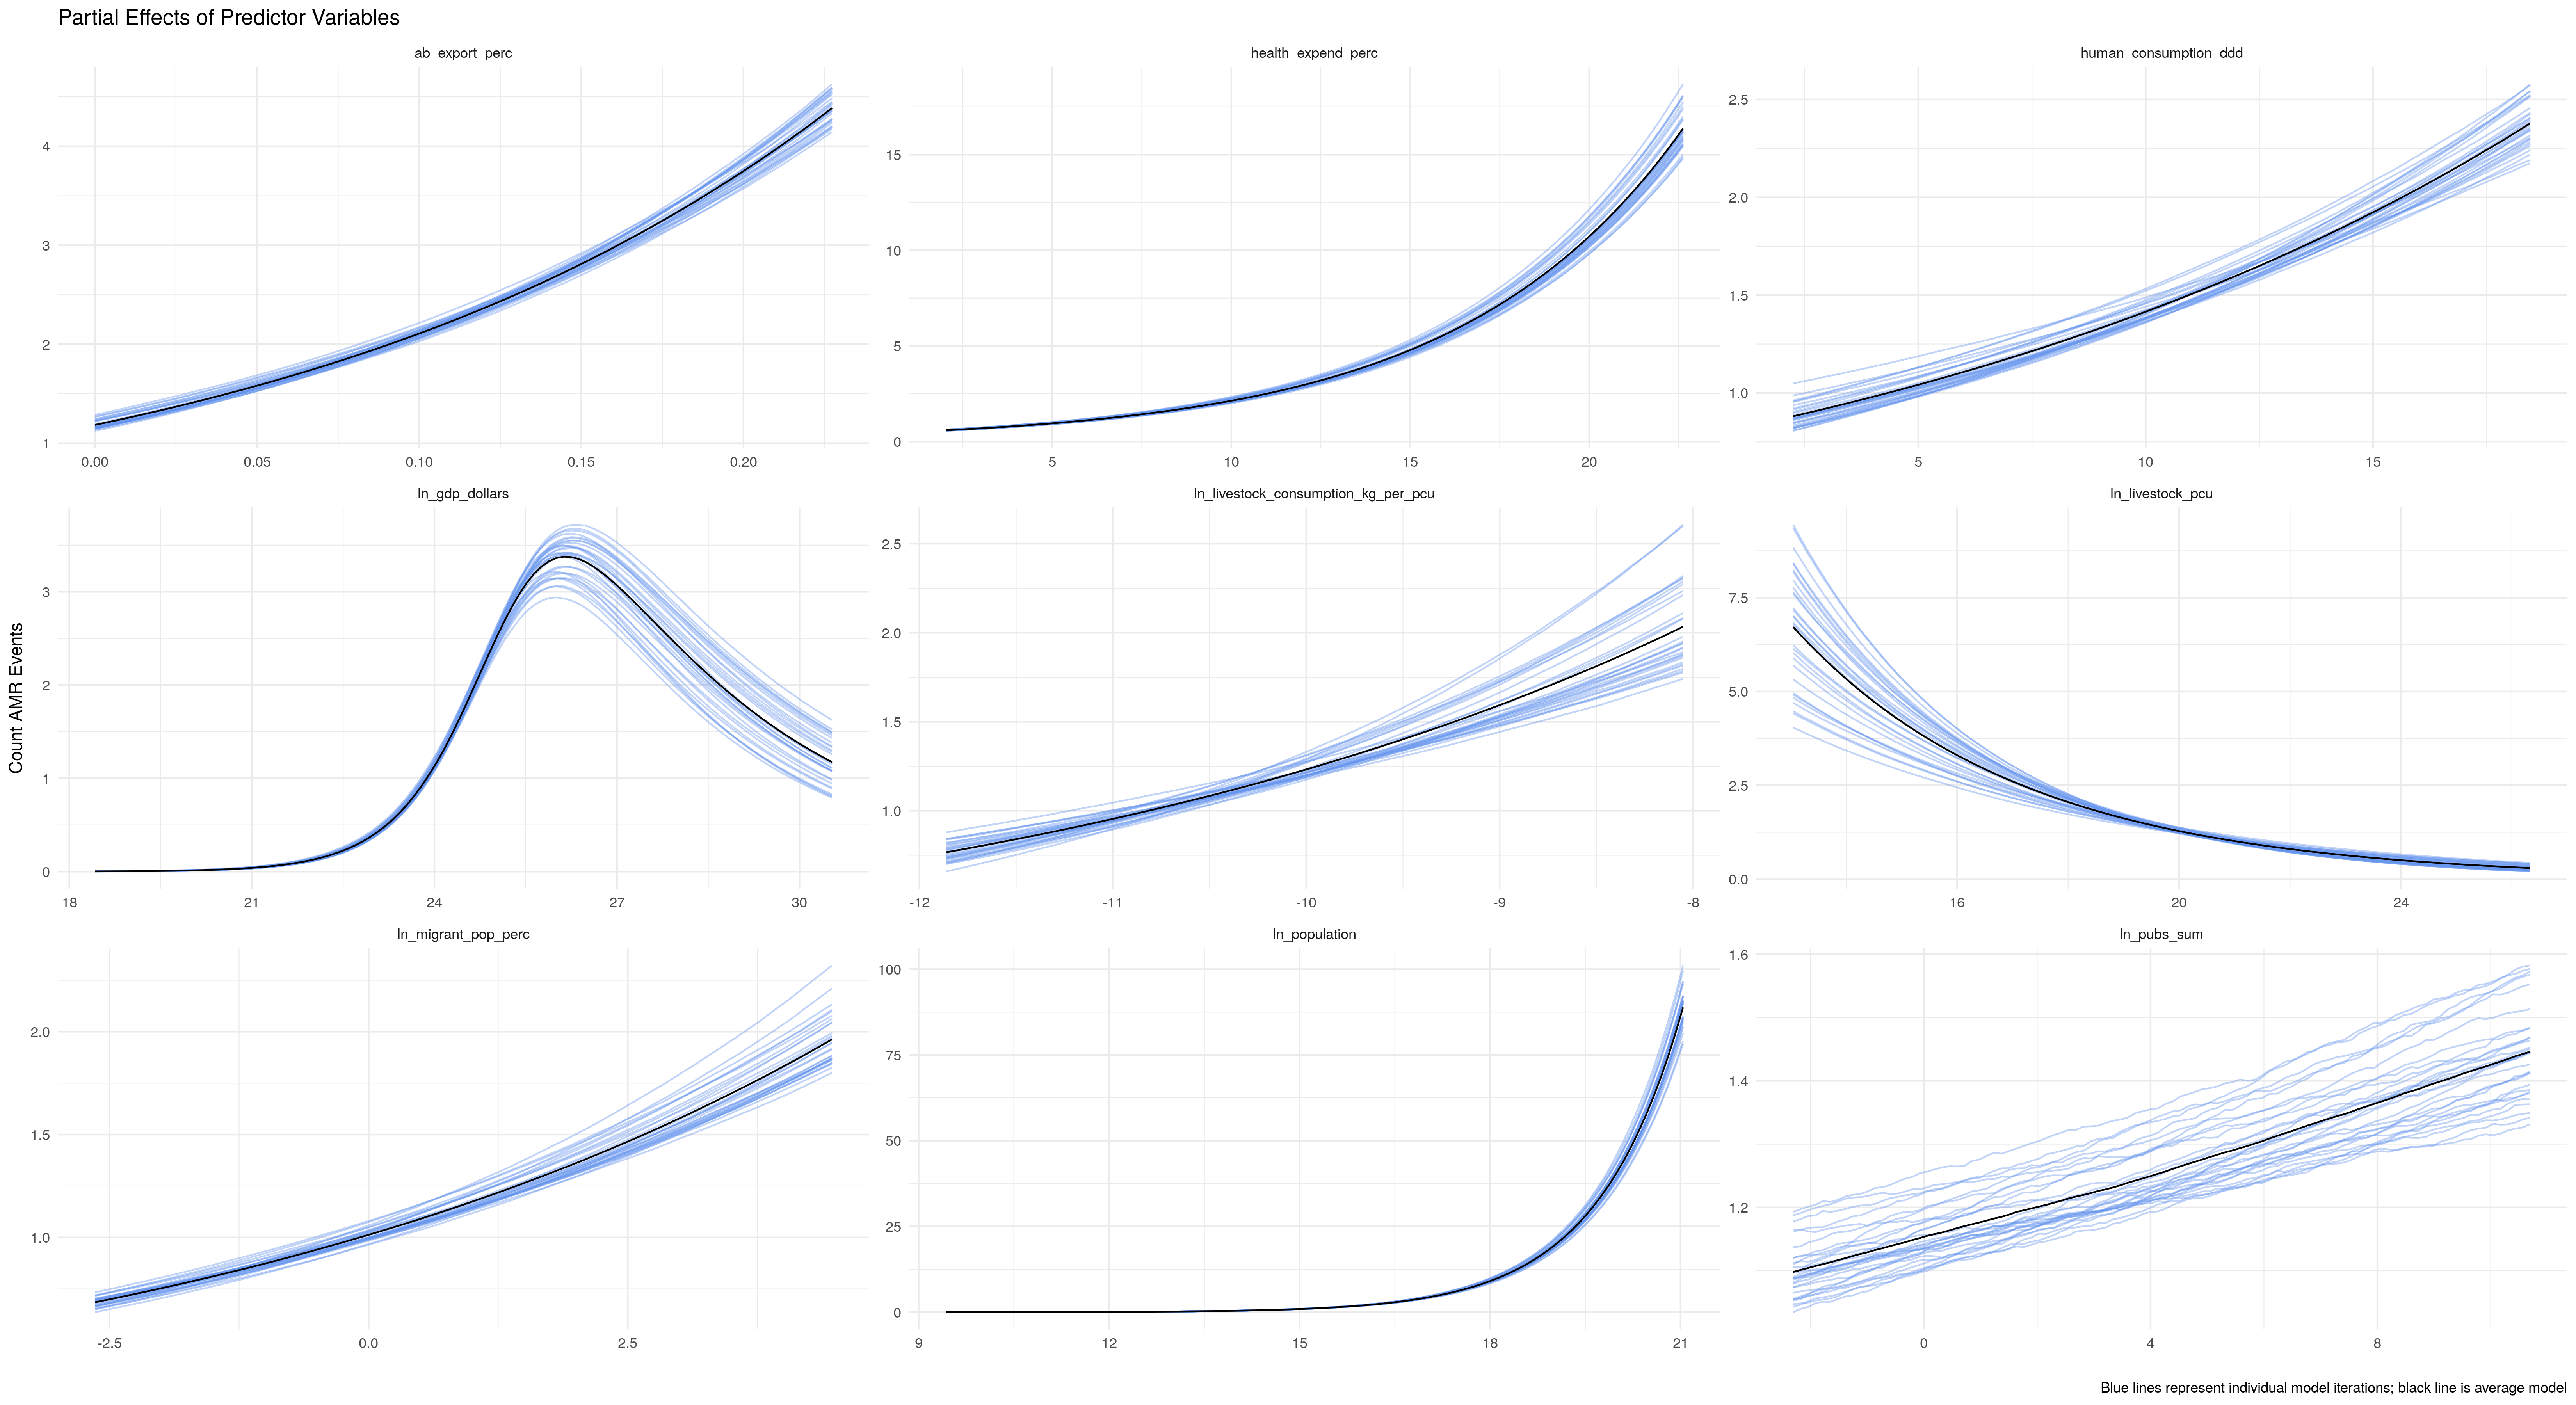 Partial Effects of Predictor Variables
ab_export_perc
health_expend_perc
human_consumption_ddd
4
3
2
1
0.00 0.05 0.10 0.15 0.20
15
10
5
0
5 10 15 20
2.5
2.0
1.5
1.0
5 10 15
ln_gdp_dollars
ln_livestock_consumption_kg_per_pcu
ln_livestock_pcu
Count AMR Events
3
2
1
0
18 21 24 27 30
2.5
2.0
1.5
1.0
-12 -11 -10 -9 -8
7.5
5.0
2.5
0.0
16 20 24
ln_migrant_pop_perc
ln_population
ln_pubs_sum
2.0
1.5
1.0
-2.5 0.0 2.5
100
75
50
25
0
9 12 15 18 21
1.6
1.4
1.2
0 4 8
Blue lines represent individual model iterations; black line is average model